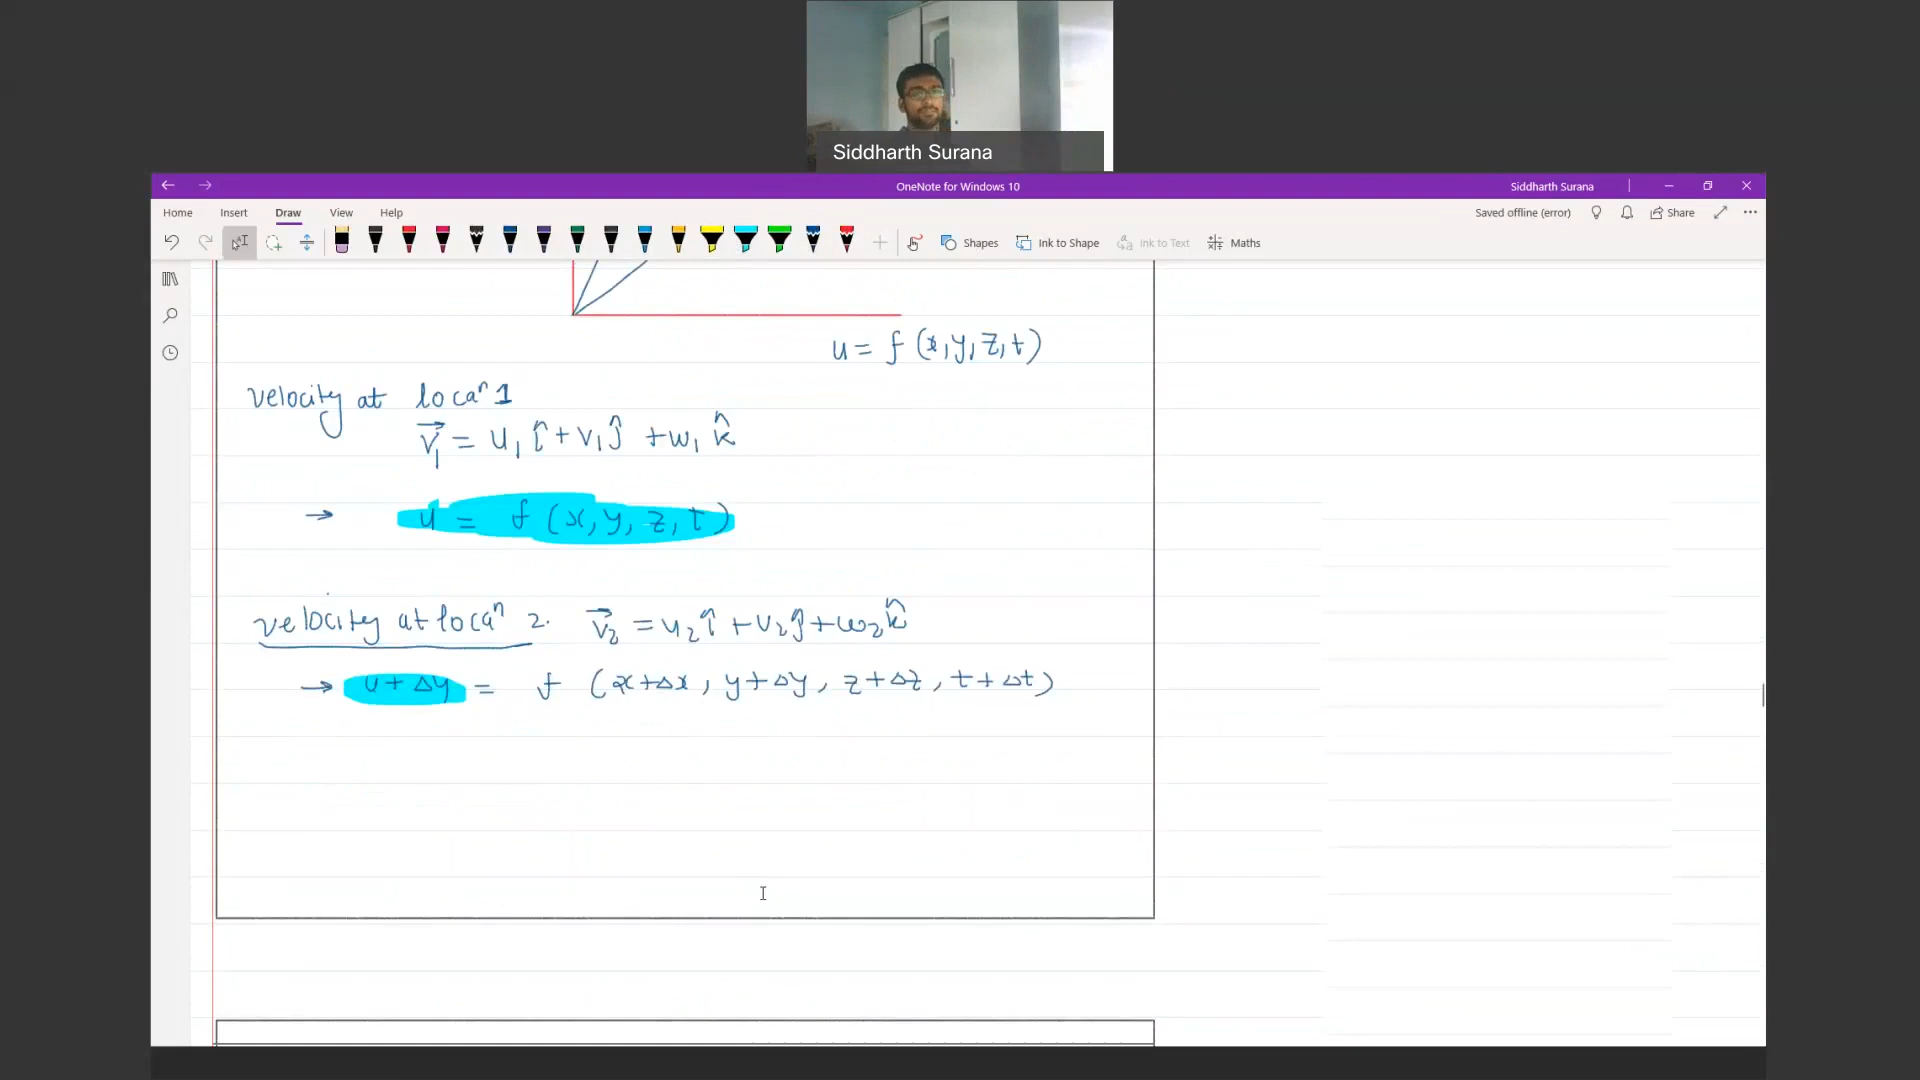 Siddharth Surana
OneNote for Windows 10
Siddharth Surana
Home Insert Draw View Help
Saved offline (error) Share
Shapes Ink to Shape Ink to Text Maths
u = f (x, y, z, t)
velocity at locaⁿ 1
V⃗₁ = u₁ î + v₁ ĵ + w₁ k̂
→ u = f (x, y, z, t)
velocity at locaⁿ 2. V⃗₂ = u₂ î + v₂ ĵ + w₂ k̂
→ u + Δy = f (x+Δx, y+Δy, z+Δz, t+Δt)